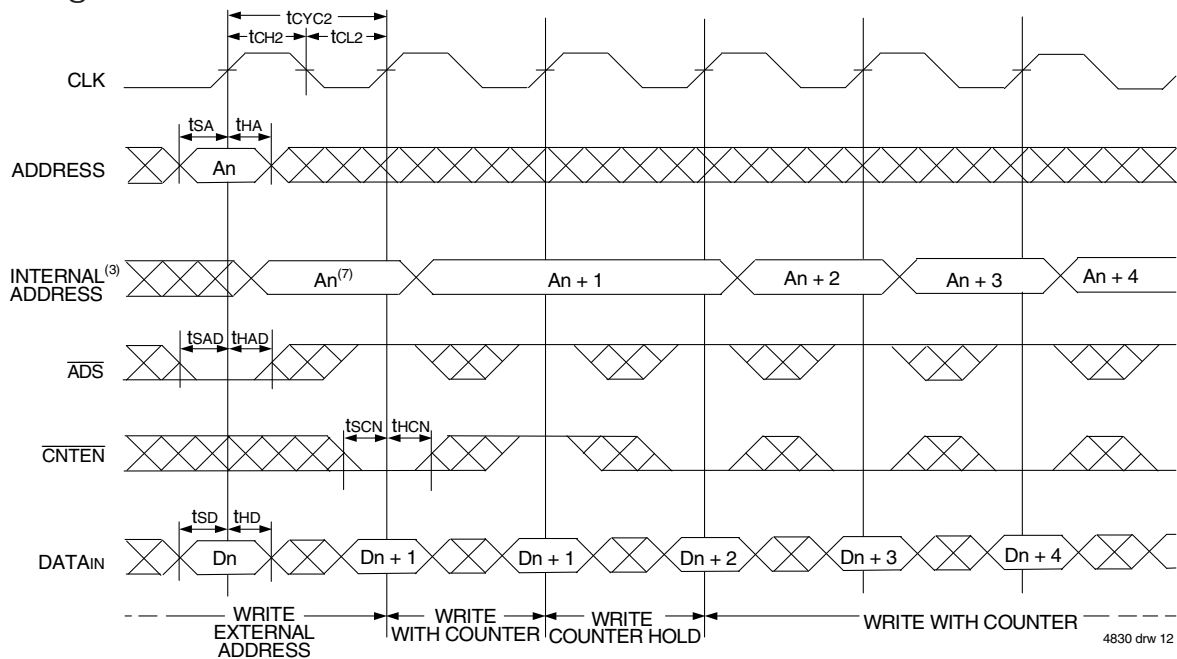 tCYC2
tCH2 tCL2
CLK
tSA tHA
ADDRESS An
INTERNAL(3)
ADDRESS
An(7) An + 1 An + 2 An + 3 An + 4
tSAD tHAD
ADS
tSCN tHCN
CNTEN
tSD tHD
DATAIN Dn Dn + 1 Dn + 1 Dn + 2 Dn + 3 Dn + 4
WRITE
EXTERNAL
ADDRESS
WRITE
WITH COUNTER
WRITE
COUNTER HOLD
WRITE WITH COUNTER
4830 drw 12